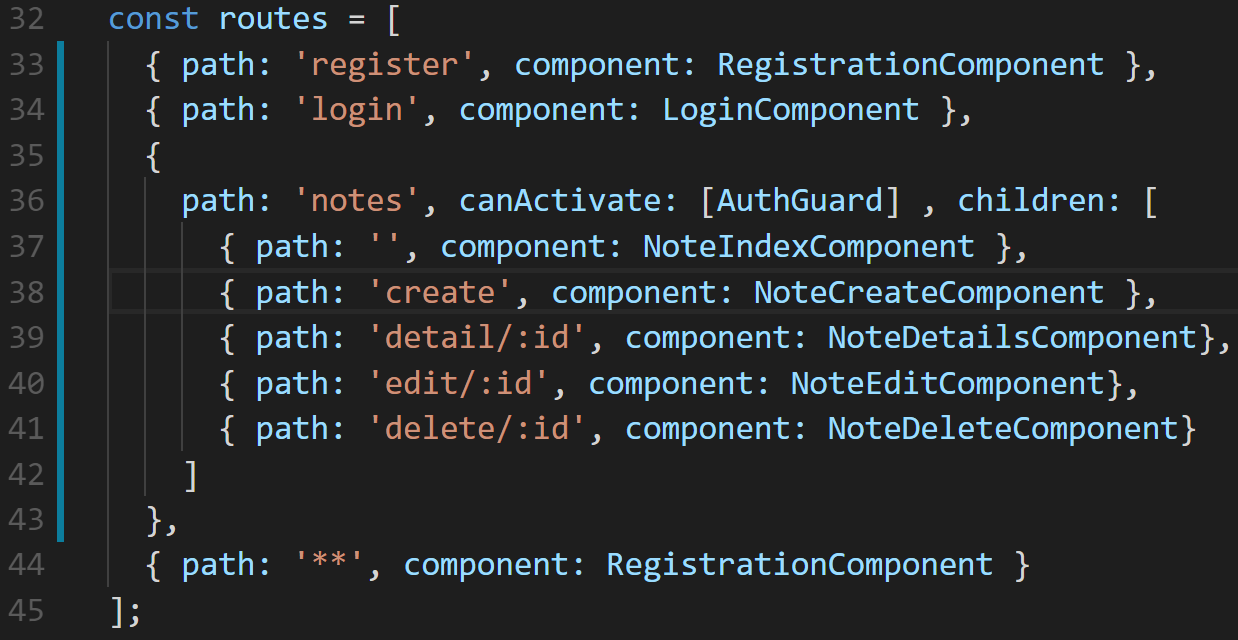 32 const routes = [
33 { path: 'register', component: RegistrationComponent },
34 { path: 'login', component: LoginComponent },
35 {
36 path: 'notes', canActivate: [AuthGuard] , children: [
37 { path: '', component: NoteIndexComponent },
38 { path: 'create', component: NoteCreateComponent },
39 { path: 'detail/:id', component: NoteDetailsComponent},
40 { path: 'edit/:id', component: NoteEditComponent},
41 { path: 'delete/:id', component: NoteDeleteComponent}
42 ]
43 },
44 { path: '**', component: RegistrationComponent }
45 ];